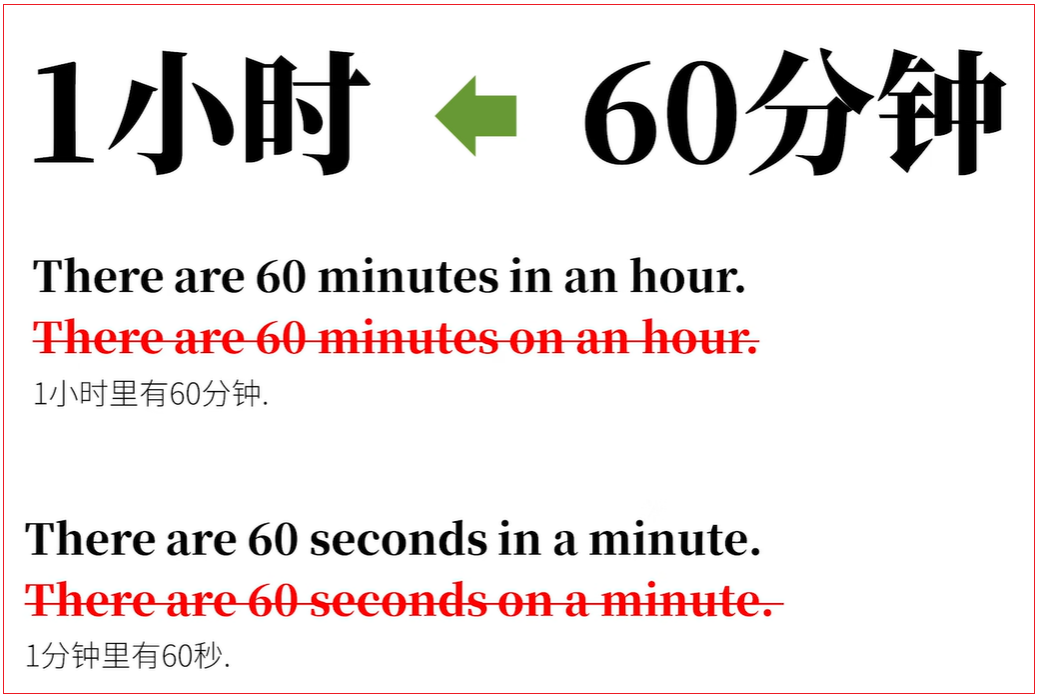 1小时 60分钟
There are 60 minutes in an hour.
There are 60 minutes on an hour.
1小时里有60分钟.
There are 60 seconds in a minute.
There are 60 seconds on a minute.
1分钟里有60秒.